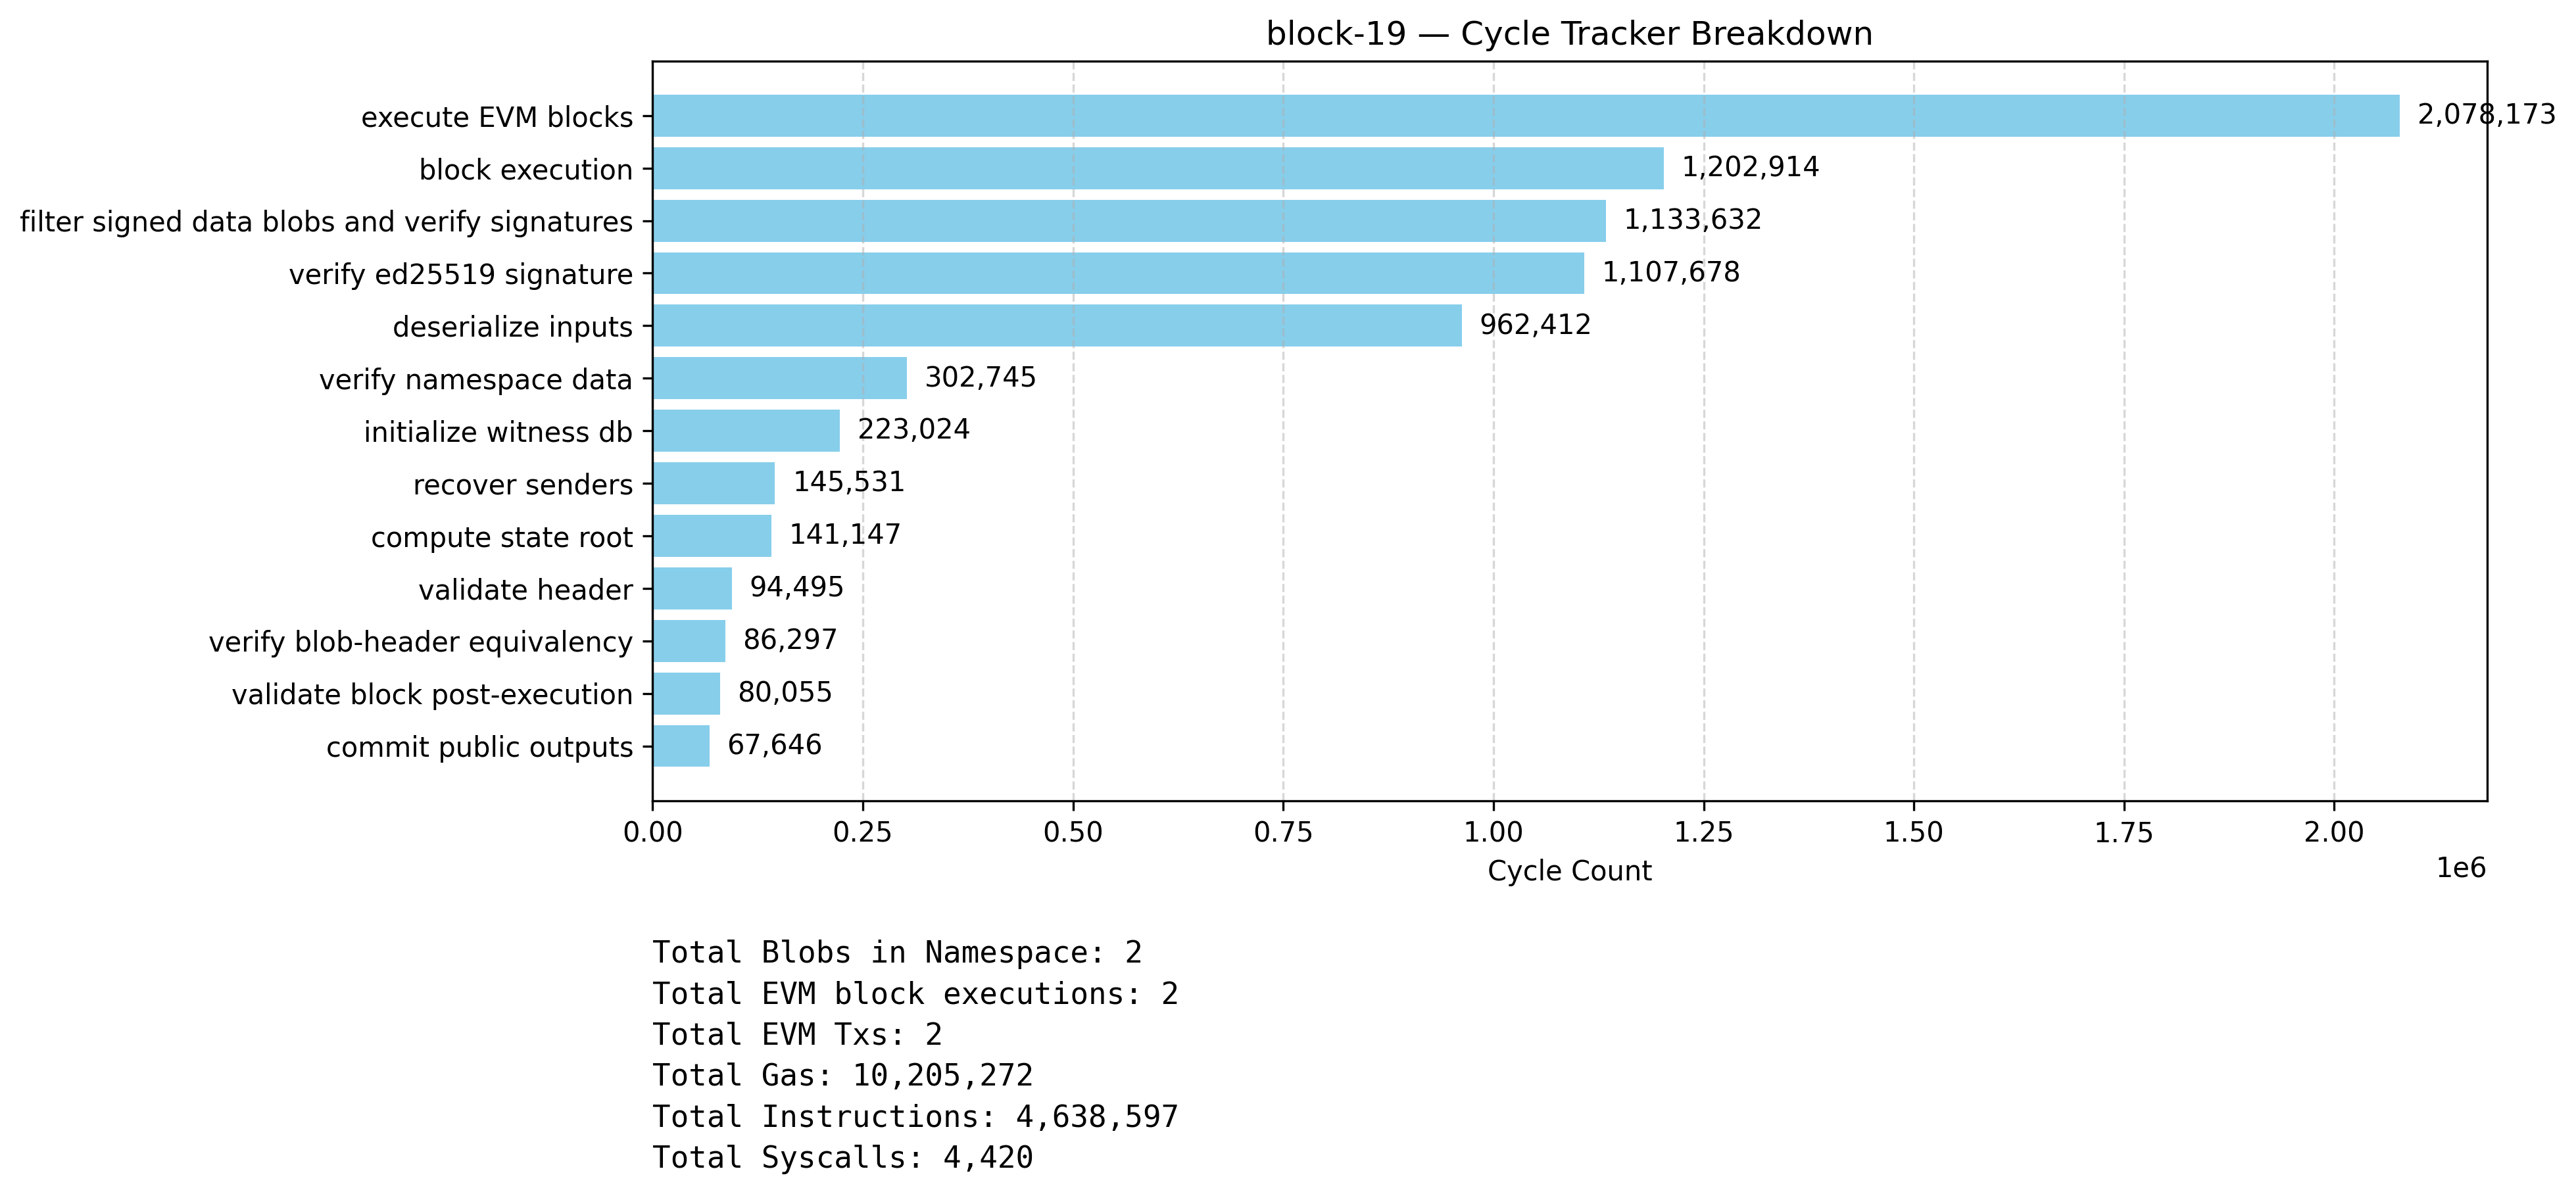 block-19 — Cycle Tracker Breakdown
execute EVM blocks 2,078,173
block execution 1,202,914
filter signed data blobs and verify signatures 1,133,632
verify ed25519 signature 1,107,678
deserialize inputs 962,412
verify namespace data 302,745
initialize witness db 223,024
recover senders 145,531
compute state root 141,147
validate header 94,495
verify blob-header equivalency 86,297
validate block post-execution 80,055
commit public outputs 67,646
0.00 0.25 0.50 0.75 1.00 1.25 1.50 1.75 2.00
1e6
Cycle Count
Total Blobs in Namespace: 2
Total EVM block executions: 2
Total EVM Txs: 2
Total Gas: 10,205,272
Total Instructions: 4,638,597
Total Syscalls: 4,420